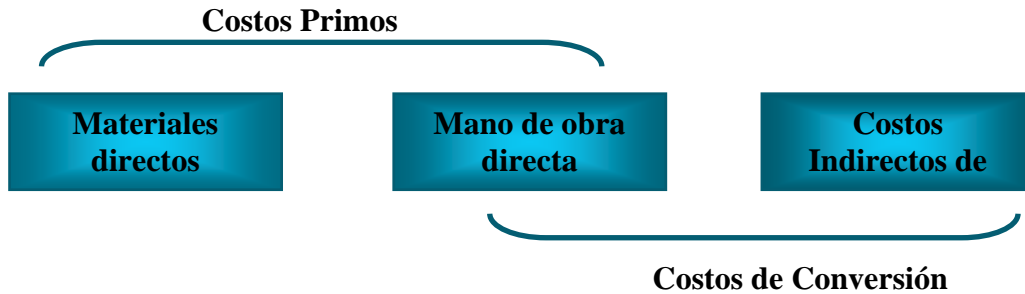 Costos Primos
Materiales
directos
Mano de obra
directa
Costos
Indirectos de
Costos de Conversión